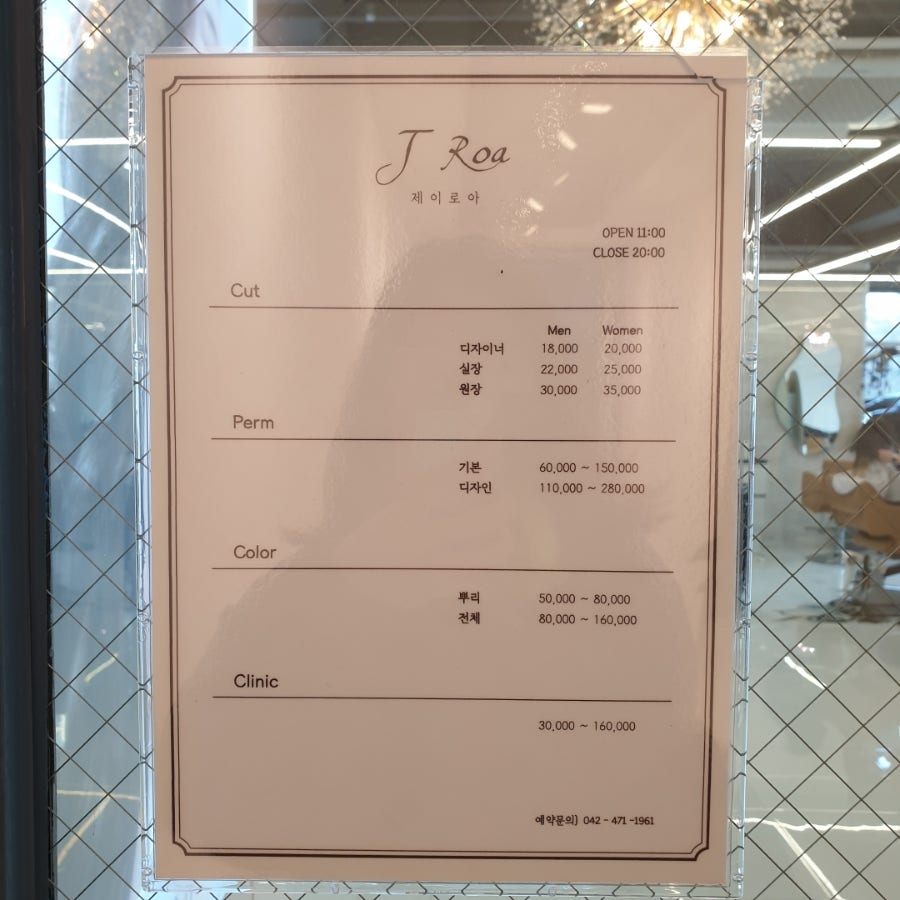 J Roa
제이로아
OPEN 11:00
CLOSE 20:00
Cut
Men Women
디자이너 18,000 20,000
실장 22,000 25,000
원장 30,000 35,000
Perm
기본 60,000 ~ 150,000
디자인 110,000 ~ 280,000
Color
뿌리 50,000 ~ 80,000
전체 80,000 ~ 160,000
Clinic
30,000 ~ 160,000
예약문의) 042 - 471 -1961